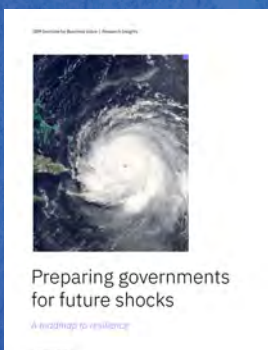 IBM Institute for Business Value | Research Insights
Preparing governments
for future shocks
A roadmap to resilience